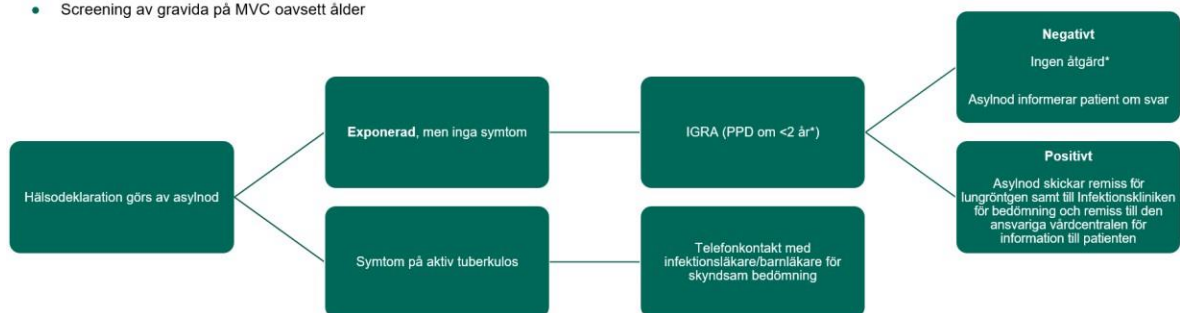 • Screening av gravida på MVC oavsett ålder
Hälsodeklaration görs av asylnod
Exponerad, men inga symtom
IGRA (PPD om <2 år*)
Negativt
Ingen åtgärd*
Asylnod informerar patient om svar
Positivt
Asylnod skickar remiss för
lungröntgen samt till Infektionskliniken
för bedömning och remiss till den
ansvariga vårdcentralen för
information till patienten
Symtom på aktiv tuberkulos
Telefonkontakt med
infektionsläkare/barnläkare för
skyndsam bedömning